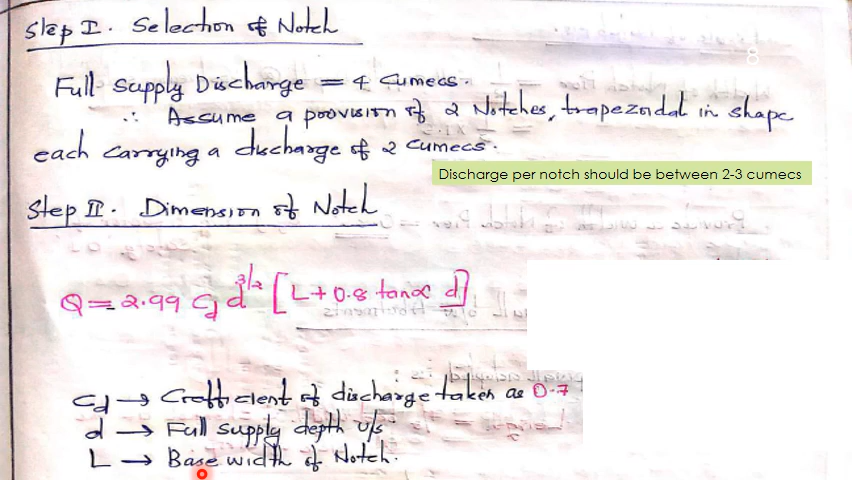 Step I. Selection of Notch
8
Full Supply Discharge = 4 Cumecs.
∴ Assume a provision of 2 Notches, trapezoidal in shape
each carrying a discharge of 2 cumecs.
Discharge per notch should be between 2-3 cumecs
Step II. Dimension of Notch
Q = 2.99 Cd d^3/2 [L + 0.8 tan α d]
Cd → Coefficient of discharge taken as 0.7
d → Full supply depth u/s
L → Base width of Notch.